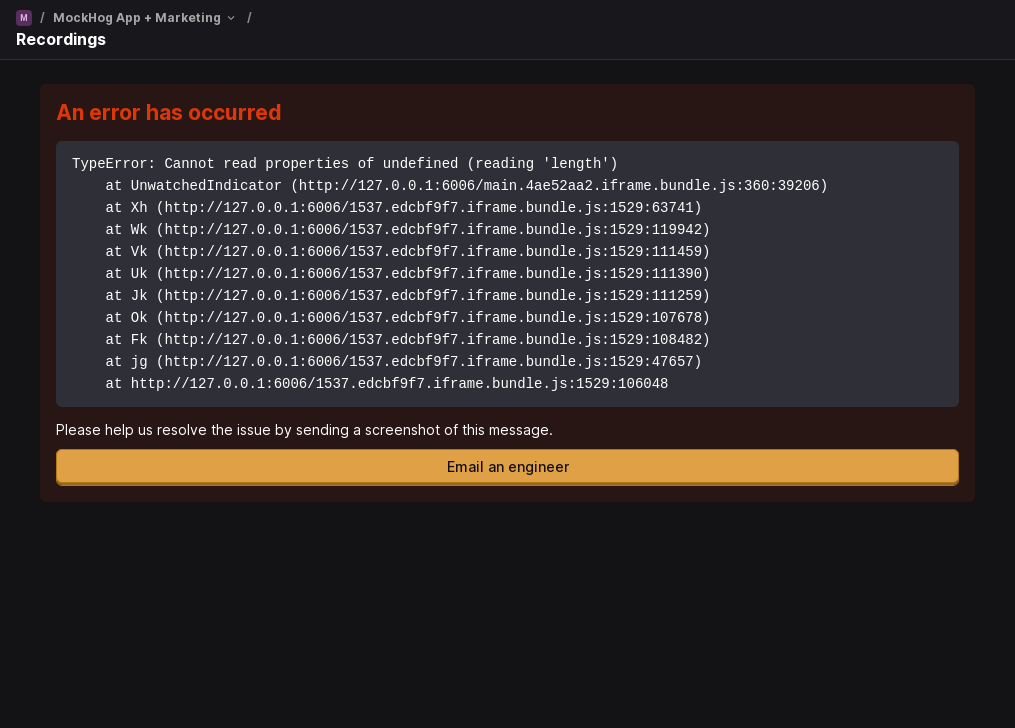 M / MockHog App + Marketing /
Recordings
An error has occurred
TypeError: Cannot read properties of undefined (reading 'length')
    at UnwatchedIndicator (http://127.0.0.1:6006/main.4ae52aa2.iframe.bundle.js:360:39206)
    at Xh (http://127.0.0.1:6006/1537.edcbf9f7.iframe.bundle.js:1529:63741)
    at Wk (http://127.0.0.1:6006/1537.edcbf9f7.iframe.bundle.js:1529:119942)
    at Vk (http://127.0.0.1:6006/1537.edcbf9f7.iframe.bundle.js:1529:111459)
    at Uk (http://127.0.0.1:6006/1537.edcbf9f7.iframe.bundle.js:1529:111390)
    at Jk (http://127.0.0.1:6006/1537.edcbf9f7.iframe.bundle.js:1529:111259)
    at Ok (http://127.0.0.1:6006/1537.edcbf9f7.iframe.bundle.js:1529:107678)
    at Fk (http://127.0.0.1:6006/1537.edcbf9f7.iframe.bundle.js:1529:108482)
    at jg (http://127.0.0.1:6006/1537.edcbf9f7.iframe.bundle.js:1529:47657)
    at http://127.0.0.1:6006/1537.edcbf9f7.iframe.bundle.js:1529:106048
Please help us resolve the issue by sending a screenshot of this message.
Email an engineer